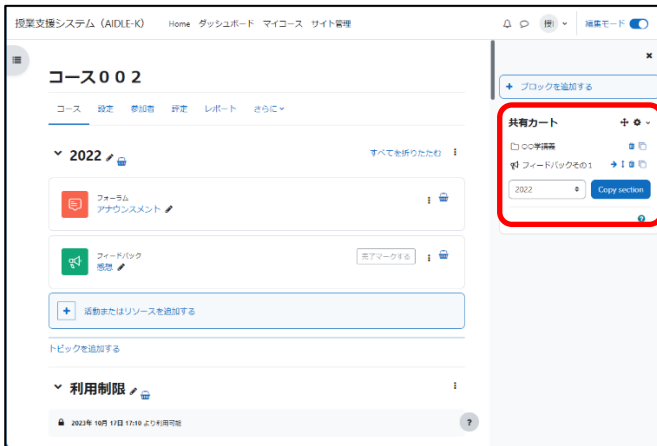 授業支援システム（AIDLE-K） Home ダッシュボード マイコース サイト管理 編集モード
コース００２
コース 設定 参加者 評定 レポート さらに
2022 すべてを折りたたむ
フォーラム
アナウンスメント
フィードバック
感想
完了マークする
+ 活動またはリソースを追加する
トピックを追加する
利用制限
2023年 10月 17日 17:10 より利用可能
?
+ ブロックを追加する
共有カート
○○学講義
フィードバックその１
2022 Copy section
?